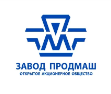 ЗАВОД ПРОДМАШ
ОТКРЫТОЕ АКЦИОНЕРНОЕ ОБЩЕСТВО